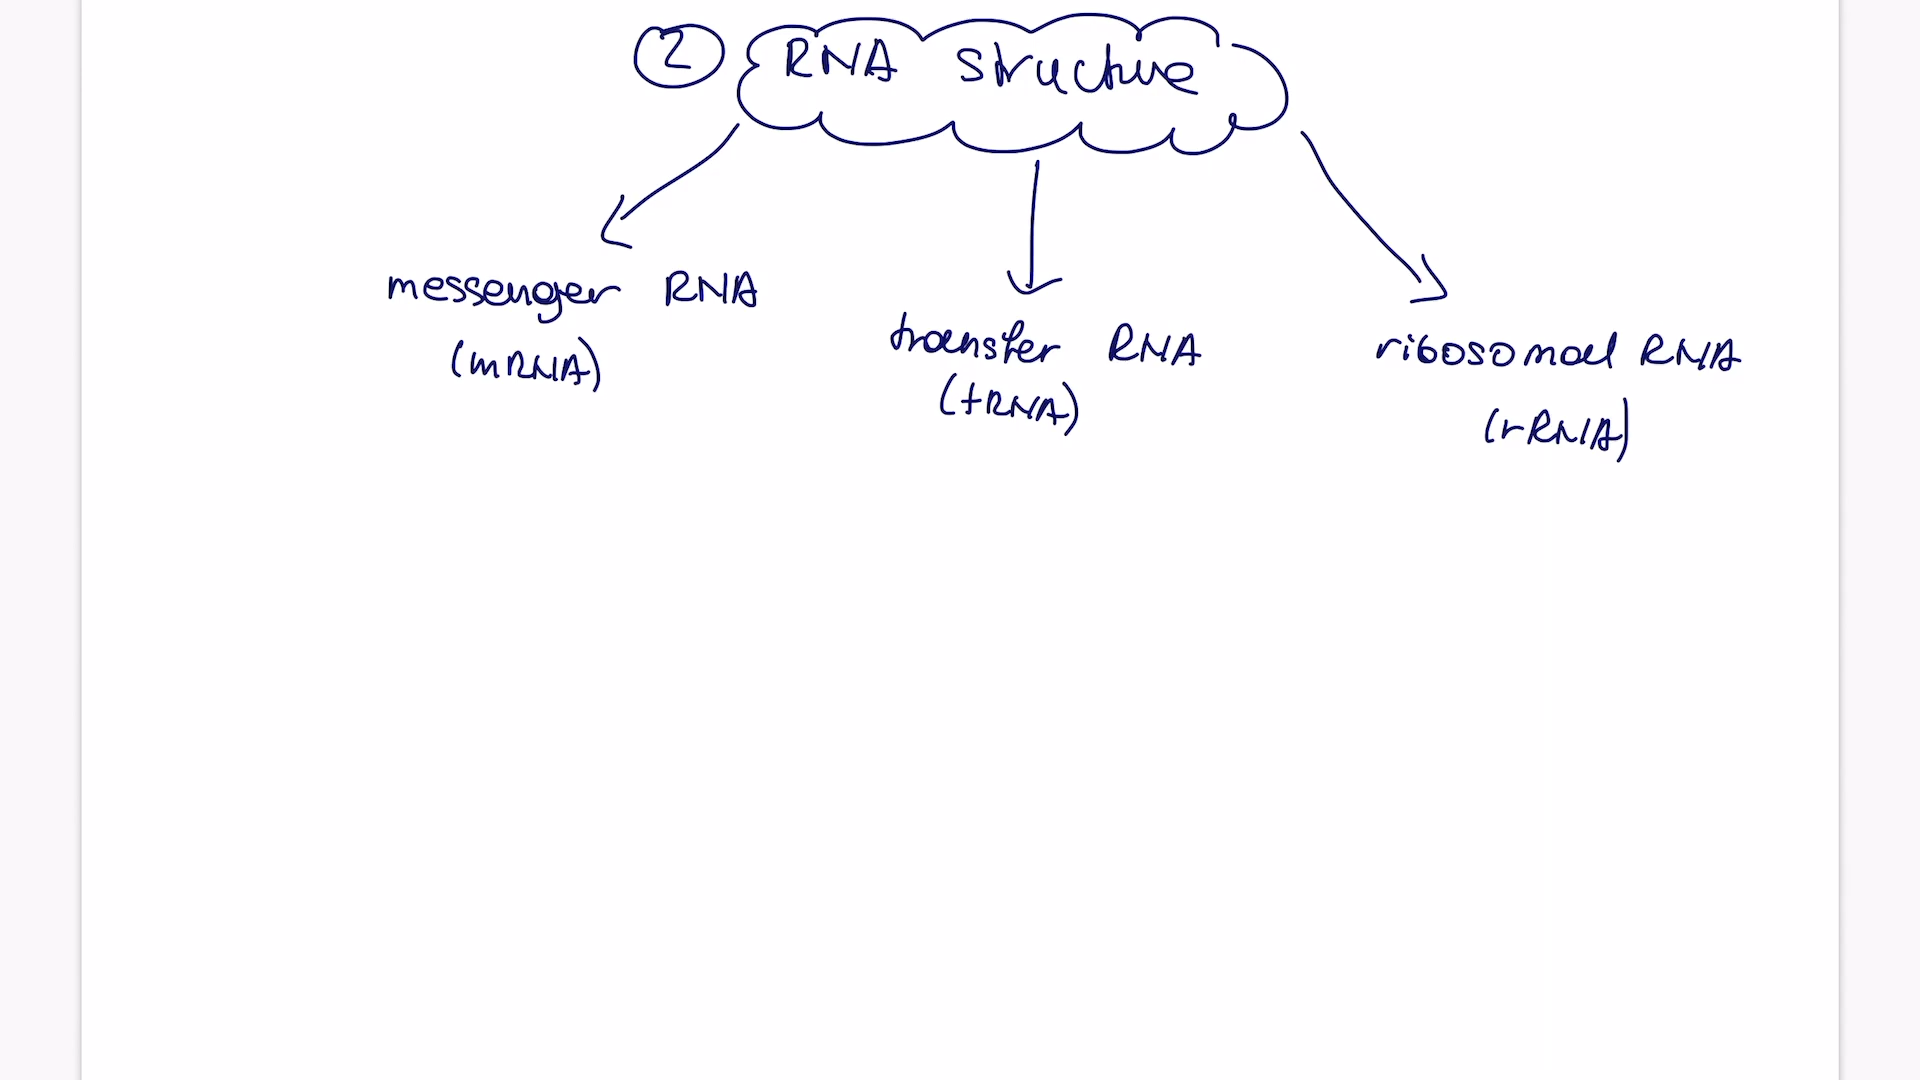 2 RNA structure
messenger RNA
(mRNA)
transfer RNA
(tRNA)
ribosomal RNA
(rRNA)